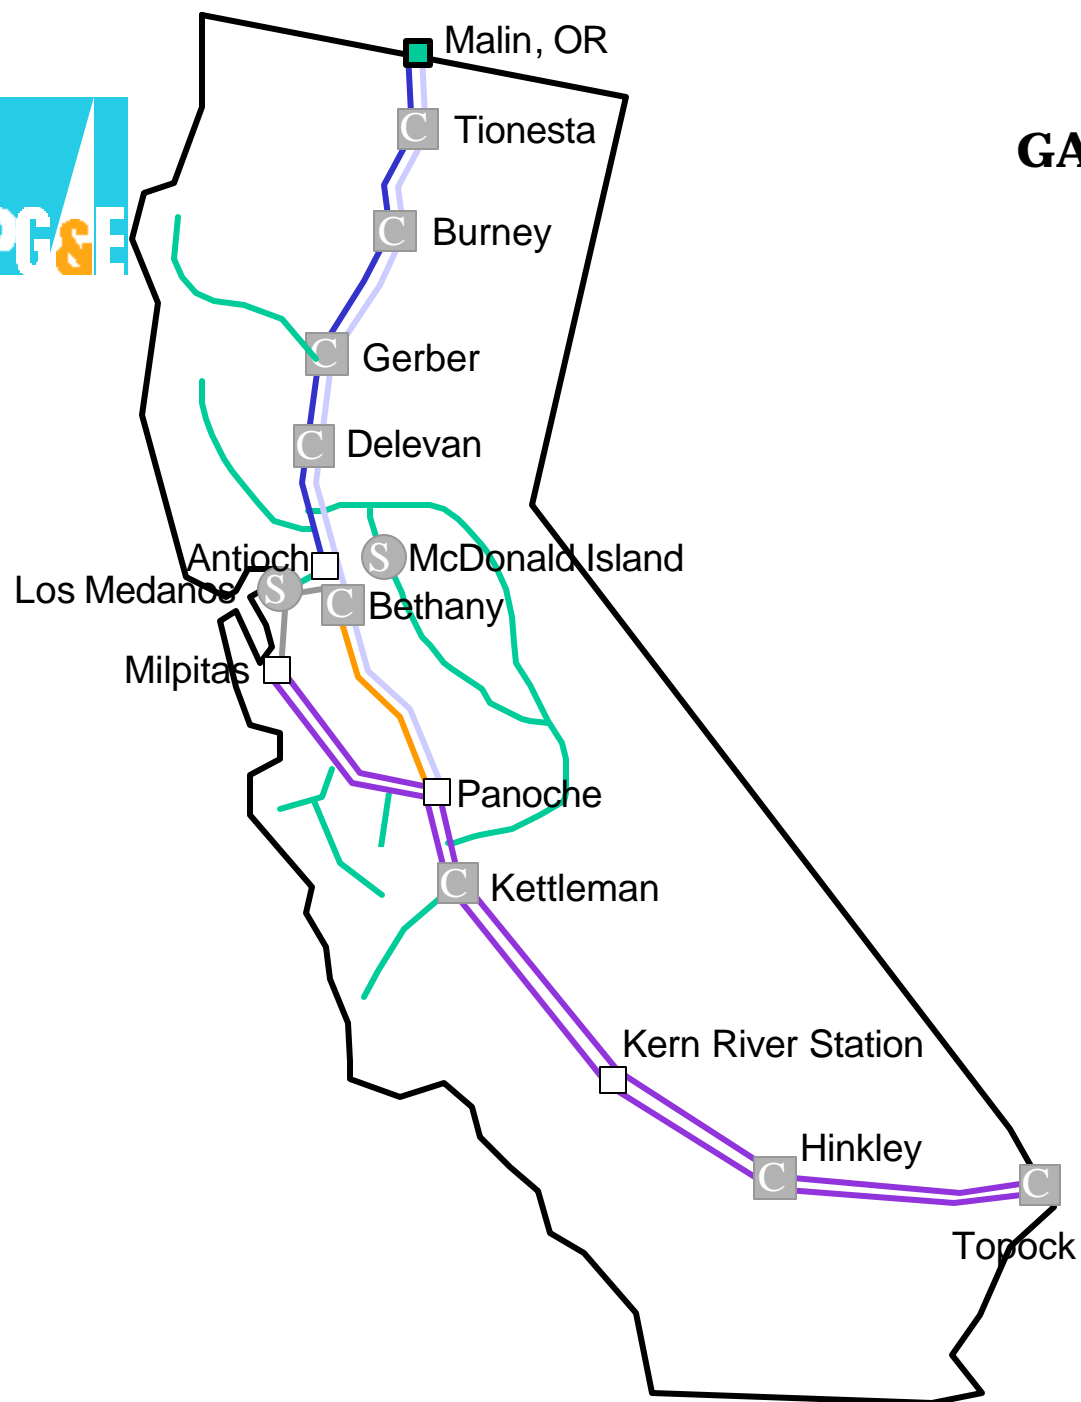 Malin, OR
C Tionesta
GA
PG&E
C Burney
C Gerber
C Delevan
Antioch
S McDonald Island
Los Medanos S
C Bethany
Milpitas
Panoche
C Kettleman
Kern River Station
Hinkley
C
C
Topock